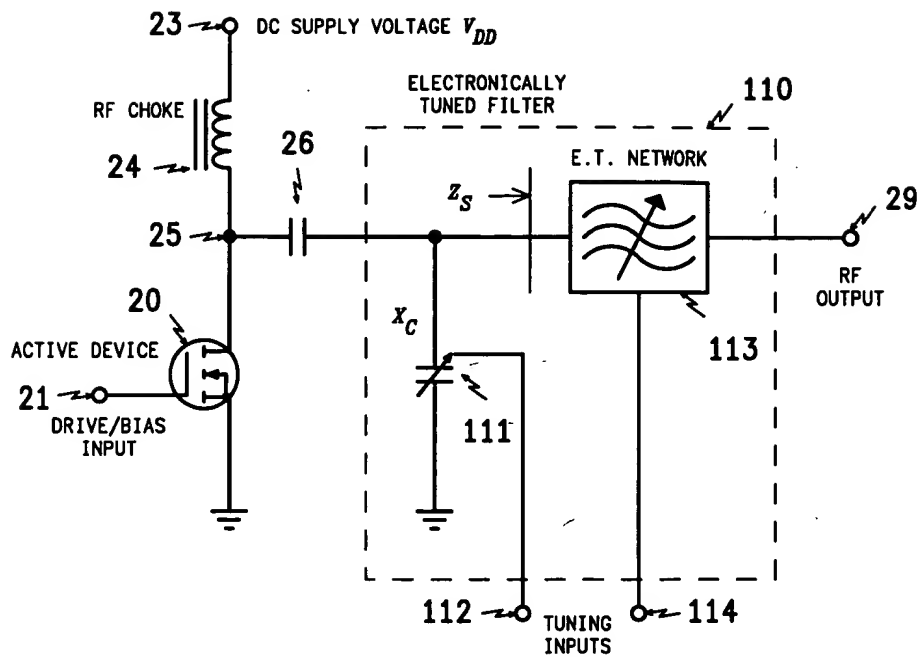 23
DC SUPPLY VOLTAGE V_DD
ELECTRONICALLY
TUNED FILTER
110
RF CHOKE
24
26
E.T. NETWORK
Z_S
29
25
RF
OUTPUT
20
X_C
113
ACTIVE DEVICE
21
111
DRIVE/BIAS
INPUT
112
TUNING
INPUTS
114